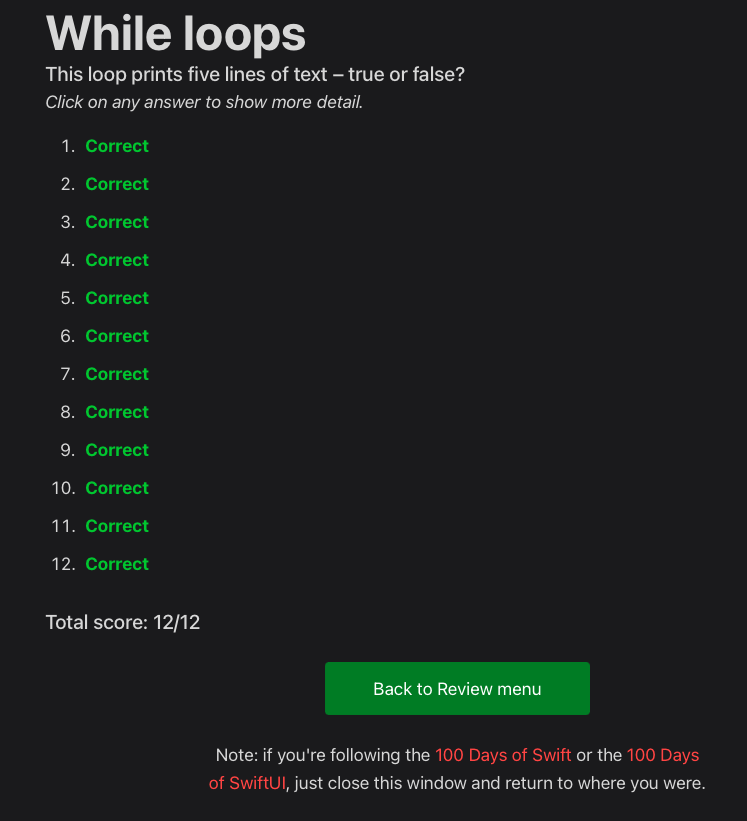 While loops
This loop prints five lines of text – true or false?
Click on any answer to show more detail.
1. Correct
2. Correct
3. Correct
4. Correct
5. Correct
6. Correct
7. Correct
8. Correct
9. Correct
10. Correct
11. Correct
12. Correct
Total score: 12/12
Back to Review menu
Note: if you're following the 100 Days of Swift or the 100 Days
of SwiftUI, just close this window and return to where you were.